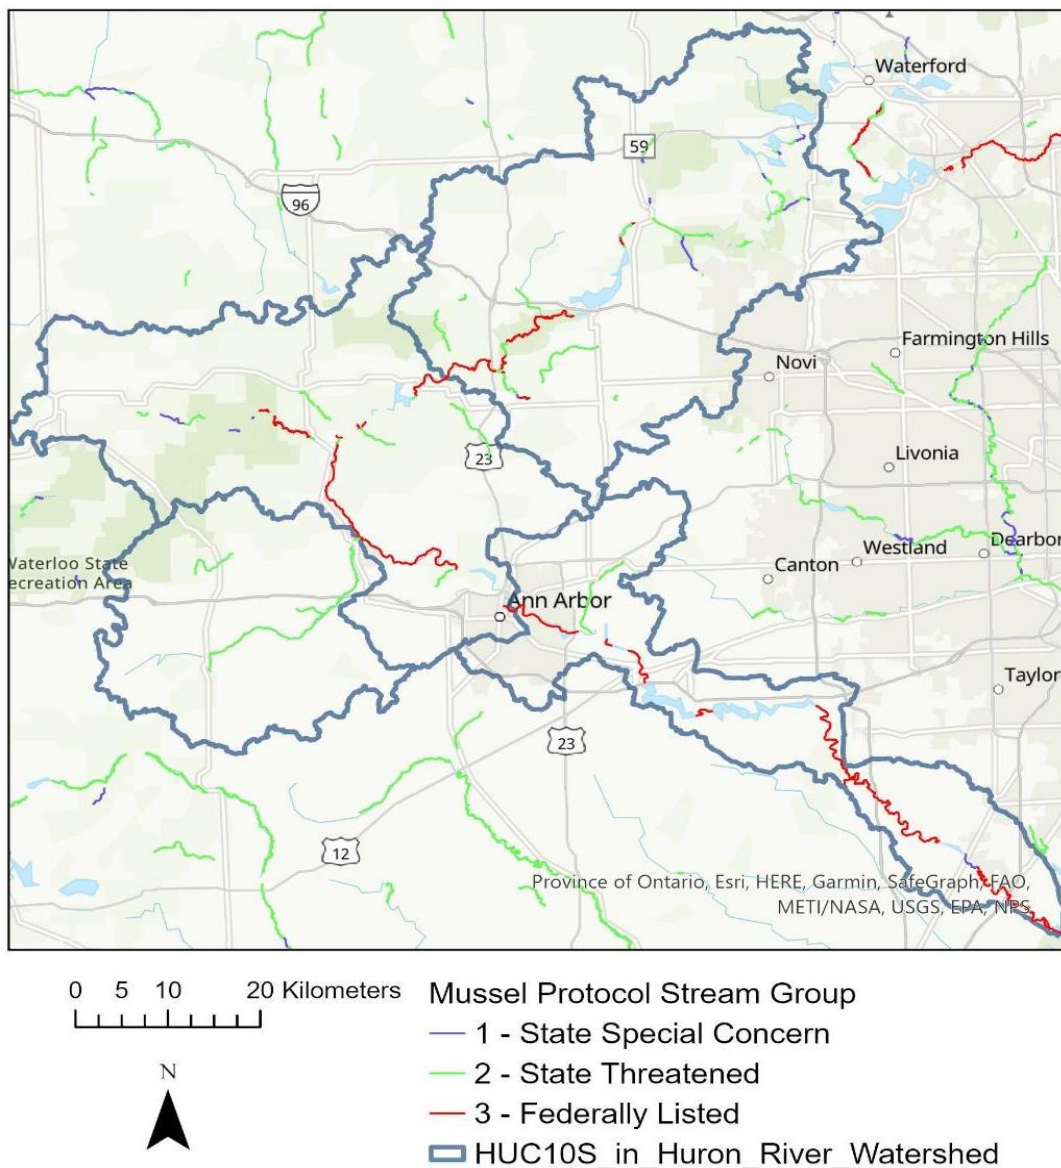 Waterford
59
96
Farmington Hills
Novi
23
Livonia
Westland
Dearbor
Waterloo State
ecreation Area
Canton
Ann Arbor
Taylor
23
12
Province of Ontario, Esri, HERE, Garmin, SafeGraph, FAO,
METI/NASA, USGS, EPA, NPS
0 5 10 20 Kilometers
N
Mussel Protocol Stream Group
1 - State Special Concern
2 - State Threatened
3 - Federally Listed
HUC10S_in_Huron_River_Watershed